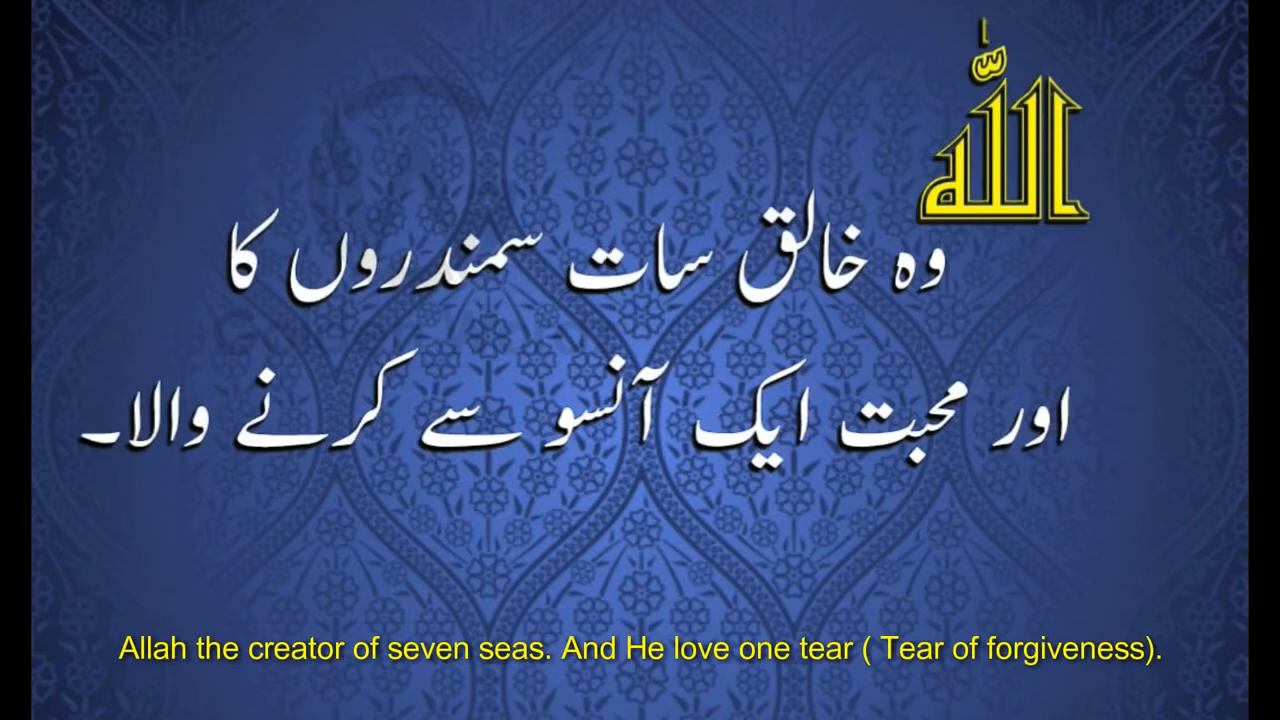 اللّٰه
وہ خالق سات سمندروں کا
اور محبت ایک آنسو سے کرنے والا۔
Allah the creator of seven seas. And He love one tear ( Tear of forgiveness).